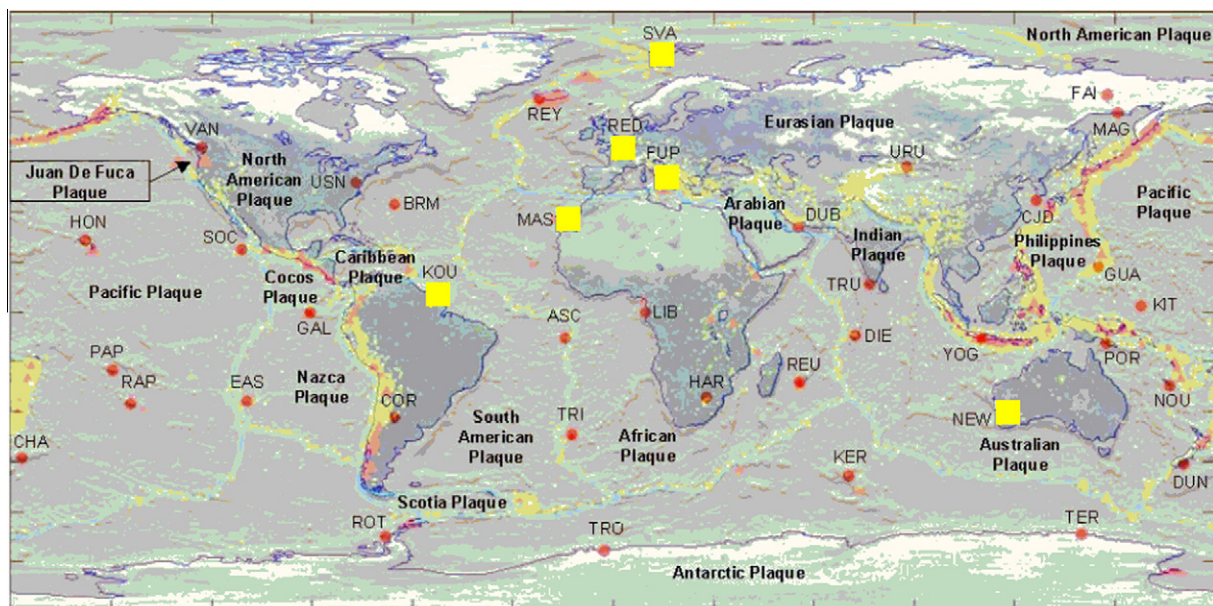 SVA
North American Plaque
FAI
REY
MAG
VAN
RED
Eurasian Plaque
FUP
URU
Juan De Fuca
Plaque
North
American
Plaque
USN
BRM
Arabian
Plaque
DUB
CJD
Pacific
Plaque
HON
SOC
MAS
Indian
Plaque
Philippines
Plaque
Caribbean
Plaque
KOU
Cocos
Plaque
GUA
Pacific Plaque
TRU
KIT
GAL
ASC
LIB
DIE
YOG
POR
PAP
RAP
EAS
Nazca
Plaque
REU
HAR
COR
NOU
South
American
Plaque
TRI
African
Plaque
NEW
Australian
Plaque
CHA
KER
DUN
Scotia Plaque
ROT
TRO
TER
Antarctic Plaque